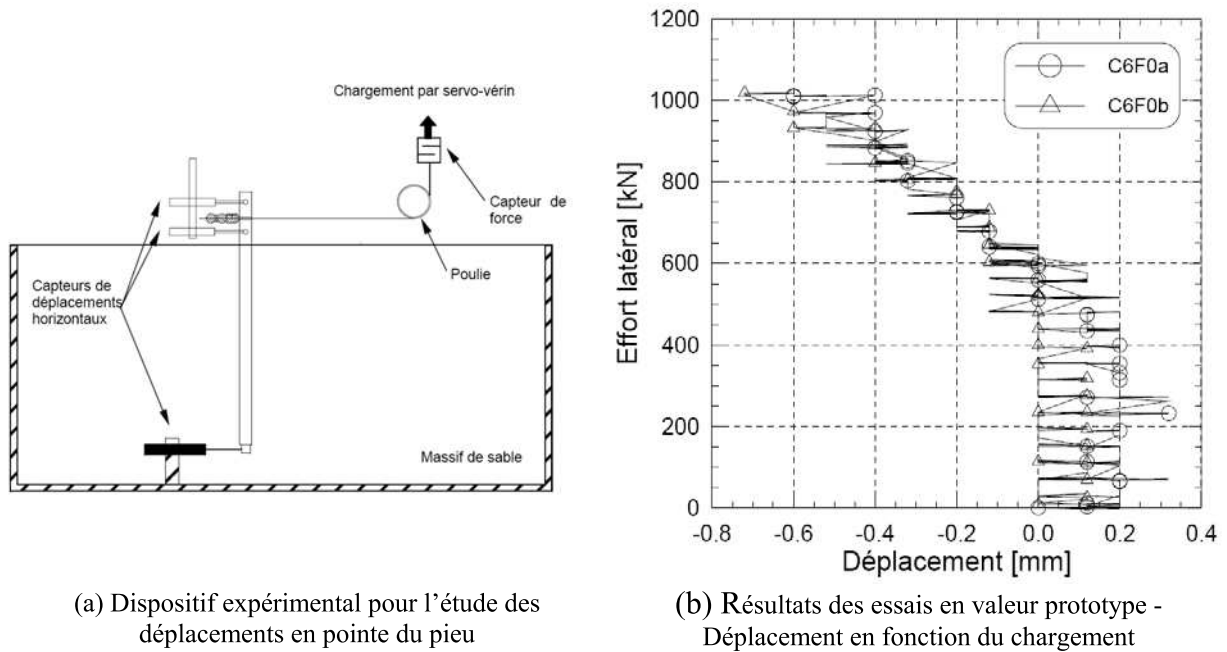 Chargement par servo-vérin
Capteur de
force
Poulie
Capteurs de
déplacements
horizontaux
Massif de sable
(a) Dispositif expérimental pour l’étude des
déplacements en pointe du pieu
C6F0a
C6F0b
Effort latéral [kN]
1200
1000
800
600
400
200
0
-0.8 -0.6 -0.4 -0.2 0.0 0.2 0.4
Déplacement [mm]
(b) Résultats des essais en valeur prototype -
Déplacement en fonction du chargement